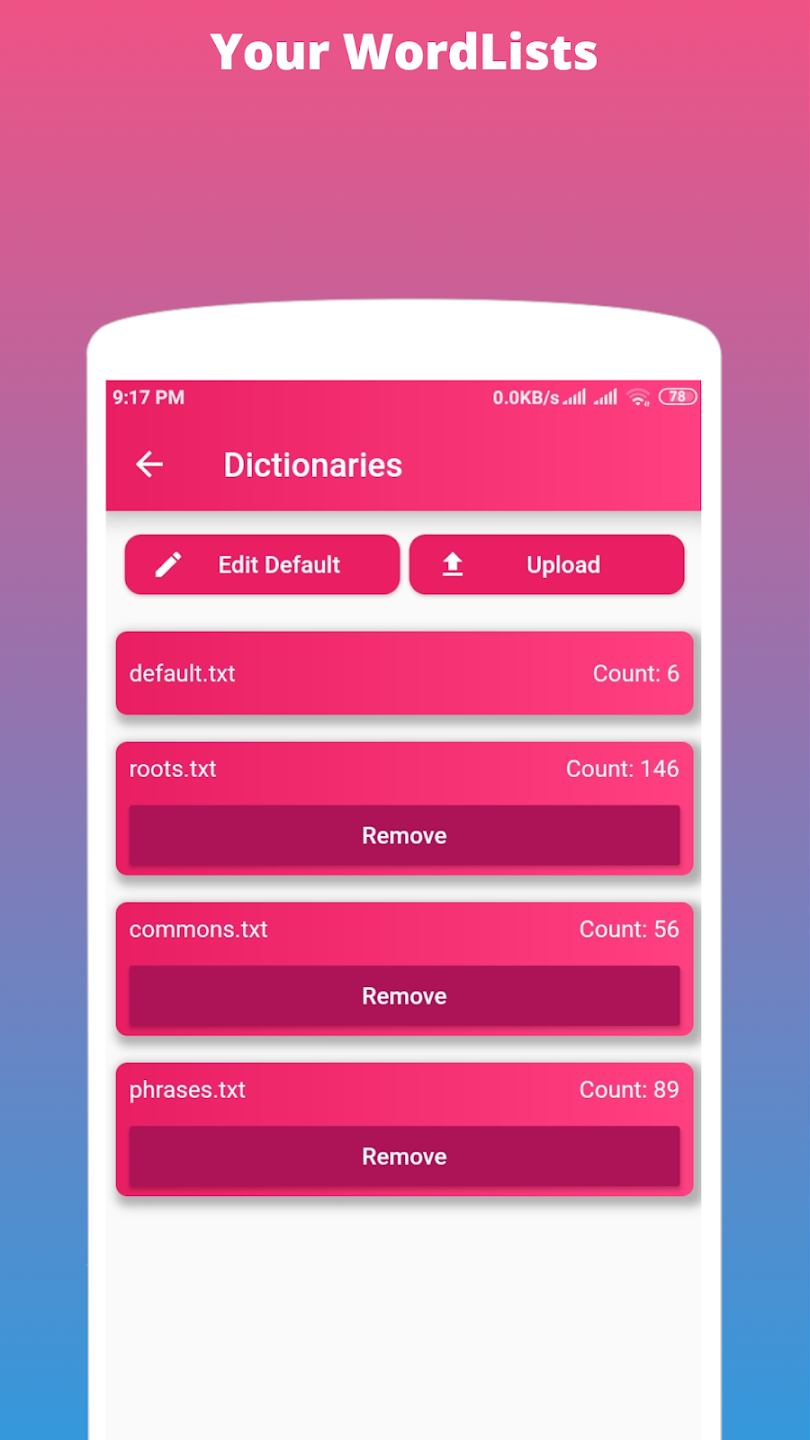 Your WordLists
9:17 PM 0.0KB/s 78
Dictionaries
Edit Default Upload
default.txt Count: 6
roots.txt Count: 146
Remove
commons.txt Count: 56
Remove
phrases.txt Count: 89
Remove